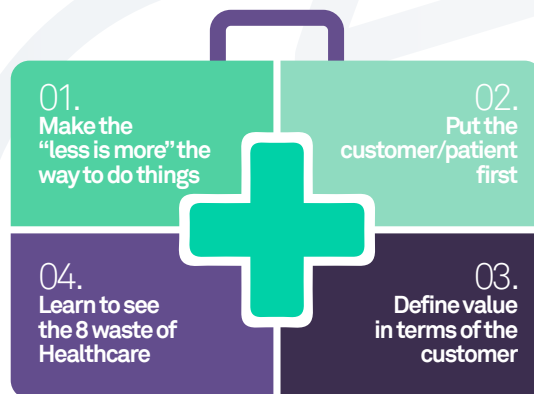 01.
Make the
“less is more” the
way to do things
02.
Put the
customer/patient
first
04.
Learn to see
the 8 waste of
Healthcare
03.
Define value
in terms of the
customer